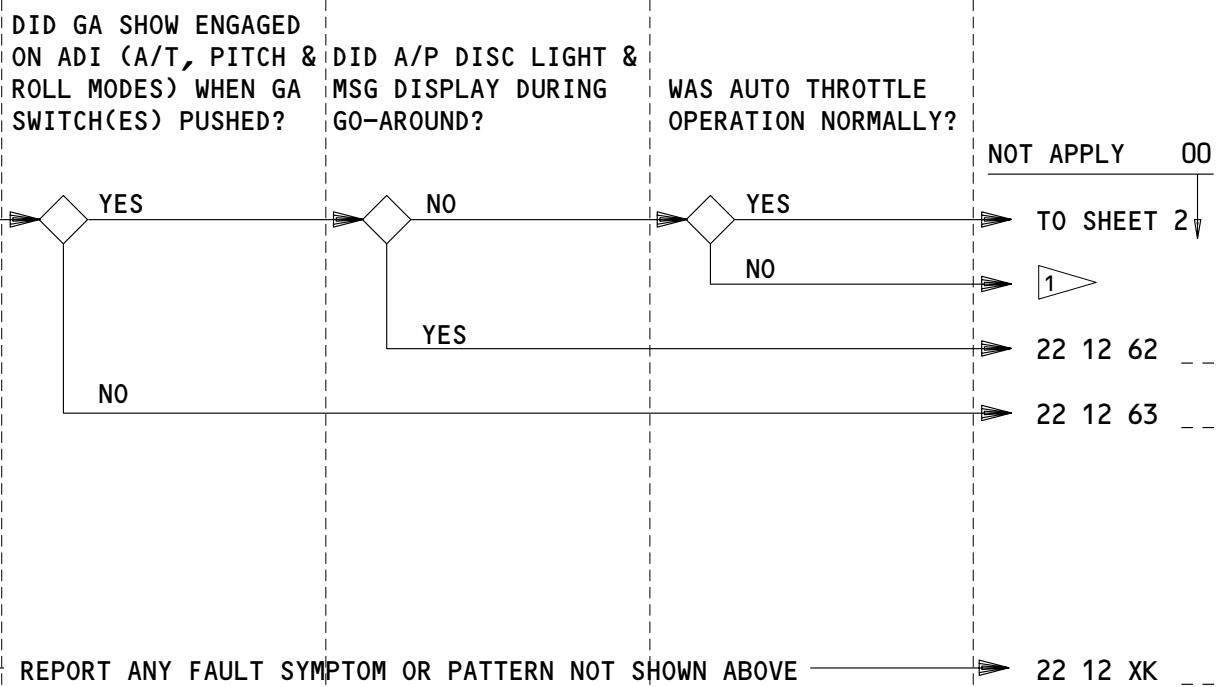 DID GA SHOW ENGAGED
ON ADI (A/T, PITCH &
ROLL MODES) WHEN GA
SWITCH(ES) PUSHED?
DID A/P DISC LIGHT &
MSG DISPLAY DURING
GO-AROUND?
WAS AUTO THROTTLE
OPERATION NORMALLY?
NOT APPLY 00
YES
NO
YES
TO SHEET 2
NO
1
YES
22 12 62 _ _
NO
22 12 63 _ _
REPORT ANY FAULT SYMPTOM OR PATTERN NOT SHOWN ABOVE
22 12 XK _ _